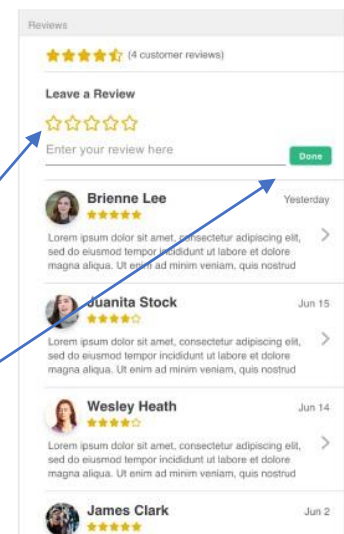 Reviews
(4 customer reviews)
Leave a Review
Enter your review here
Done
Brienne Lee
Yesterday
Lorem ipsum dolor sit amet, consectetur adipiscing elit,
sed do eiusmod tempor incididunt ut labore et dolore
magna aliqua. Ut enim ad minim veniam, quis nostrud
Juanita Stock
Jun 15
Lorem ipsum dolor sit amet, consectetur adipiscing elit,
sed do eiusmod tempor incididunt ut labore et dolore
magna aliqua. Ut enim ad minim veniam, quis nostrud
Wesley Heath
Jun 14
Lorem ipsum dolor sit amet, consectetur adipiscing elit,
sed do eiusmod tempor incididunt ut labore et dolore
magna aliqua. Ut enim ad minim veniam, quis nostrud
James Clark
Jun 2